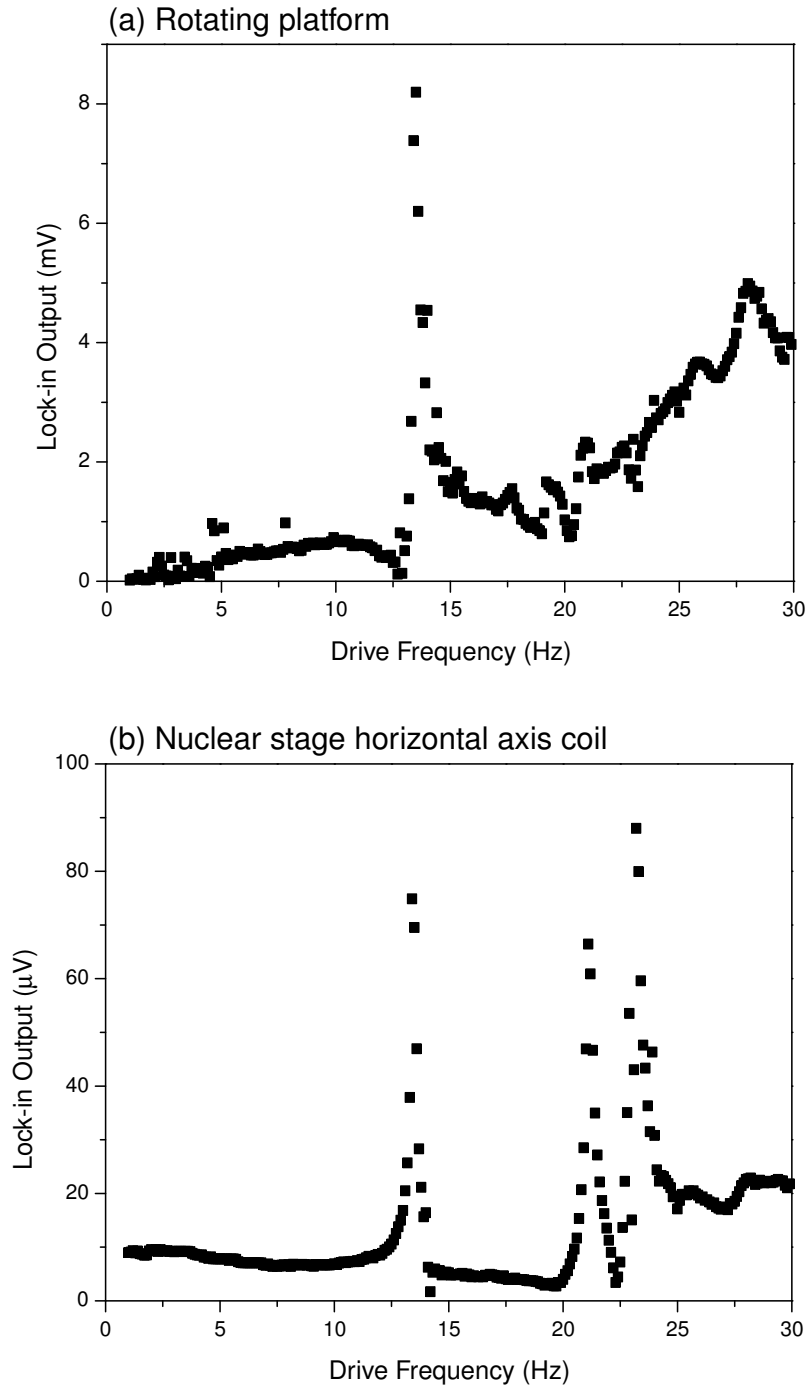 (a) Rotating platform
8
6
4
2
0
0 5 10 15 20 25 30
Lock-in Output (mV)
Drive Frequency (Hz)
(b) Nuclear stage horizontal axis coil
100
80
60
40
20
0
0 5 10 15 20 25 30
Lock-in Output (μV)
Drive Frequency (Hz)